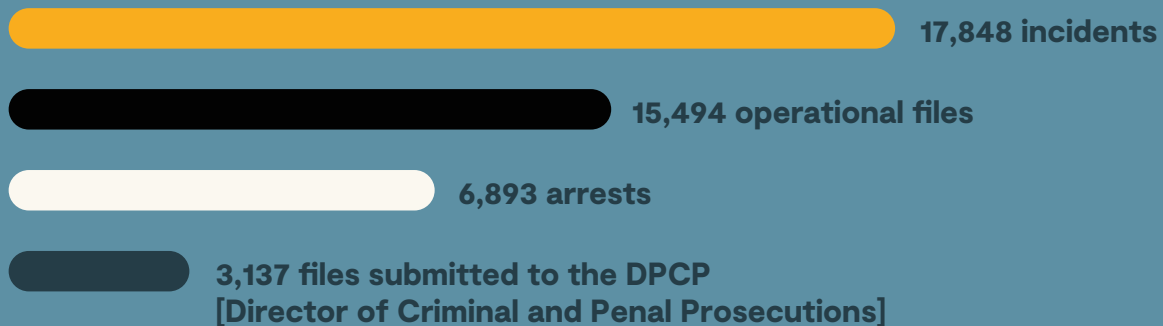 17,848 incidents
15,494 operational files
6,893 arrests
3,137 files submitted to the DPCP
[Director of Criminal and Penal Prosecutions]